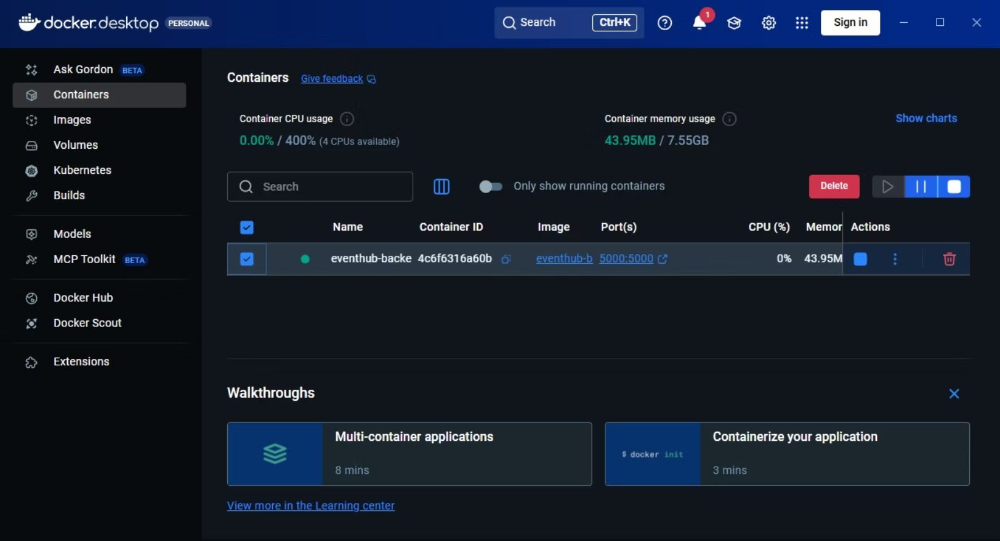 docker.desktop PERSONAL Search Ctrl+K 1 Sign in
Ask Gordon BETA
Containers
Images
Volumes
Kubernetes
Builds
Models
MCP Toolkit BETA
Docker Hub
Docker Scout
Extensions
Containers Give feedback
Container CPU usage
0.00% / 400% (4 CPUs available)
Container memory usage
43.95MB / 7.55GB
Show charts
Search Only show running containers Delete
Name Container ID Image Port(s) CPU (%) Memor Actions
eventhub-backe 4c6f6316a60b eventhub-b 5000:5000 0% 43.95M
Walkthroughs
Multi-container applications
8 mins
$ docker init
Containerize your application
3 mins
View more in the Learning center